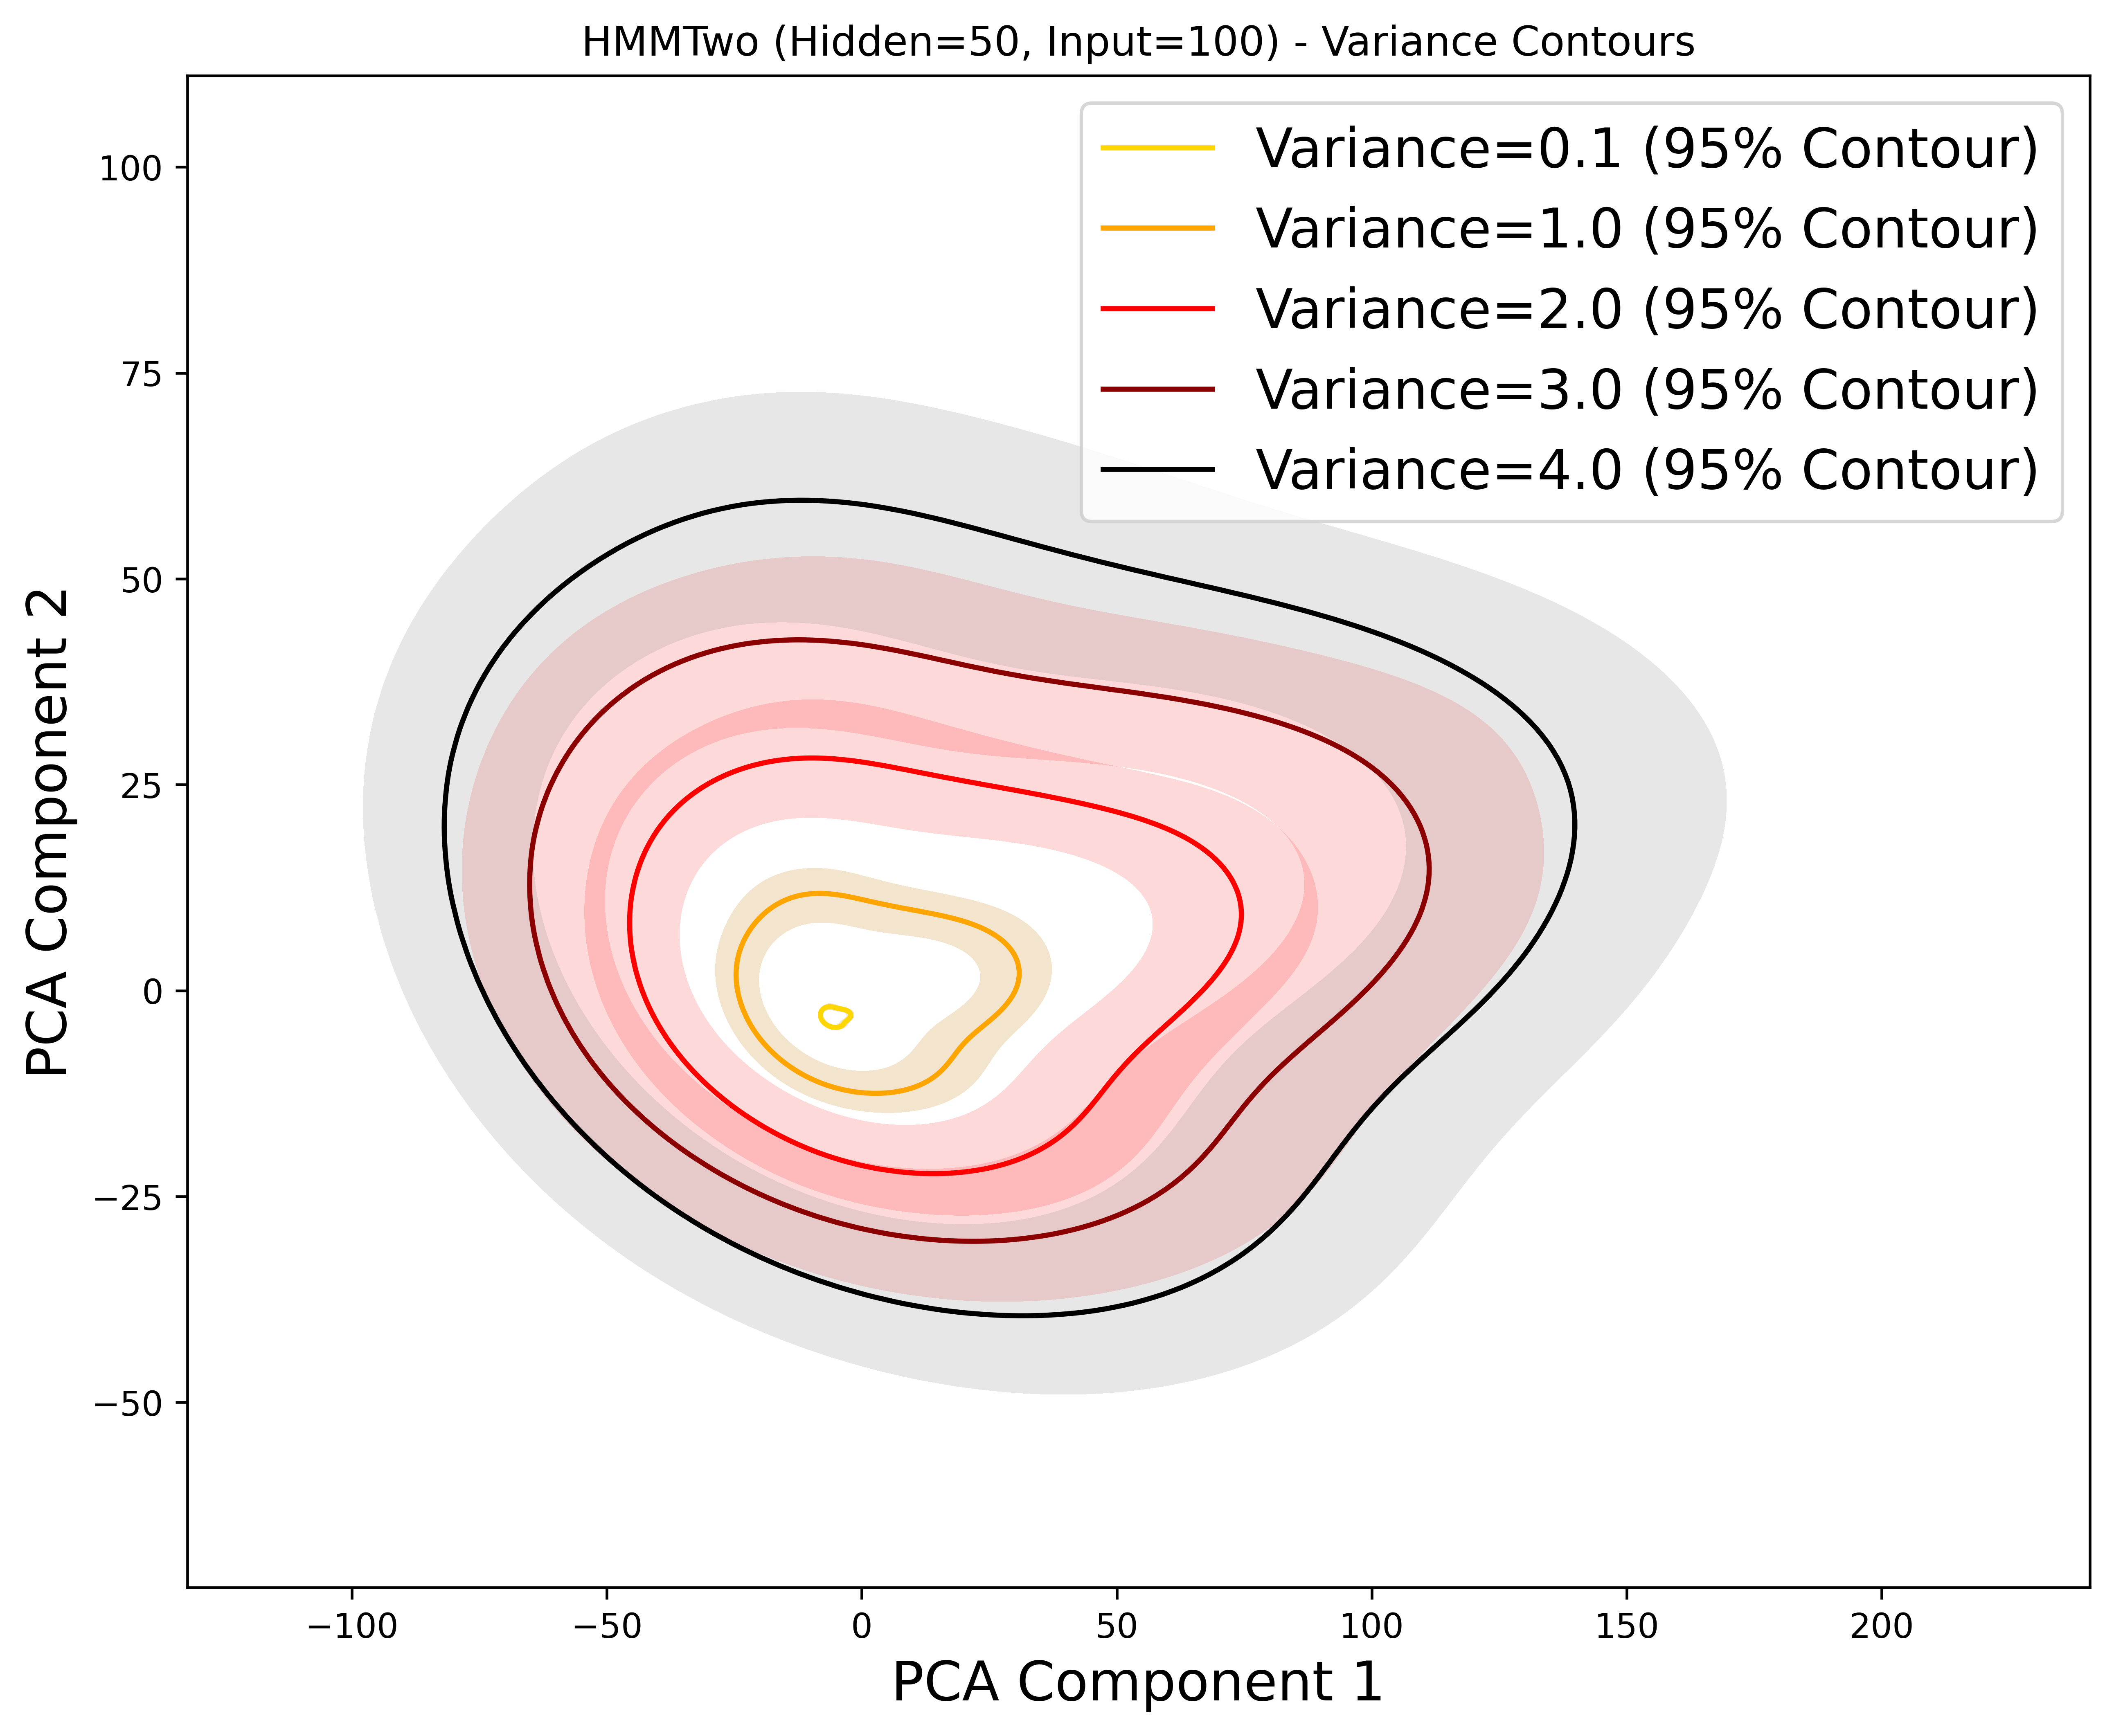 HMMTwo (Hidden=50, Input=100) - Variance Contours
Variance=0.1 (95% Contour)
Variance=1.0 (95% Contour)
Variance=2.0 (95% Contour)
Variance=3.0 (95% Contour)
Variance=4.0 (95% Contour)
PCA Component 2
100
75
50
25
0
−25
−50
−100
−50
0
50
100
150
200
PCA Component 1